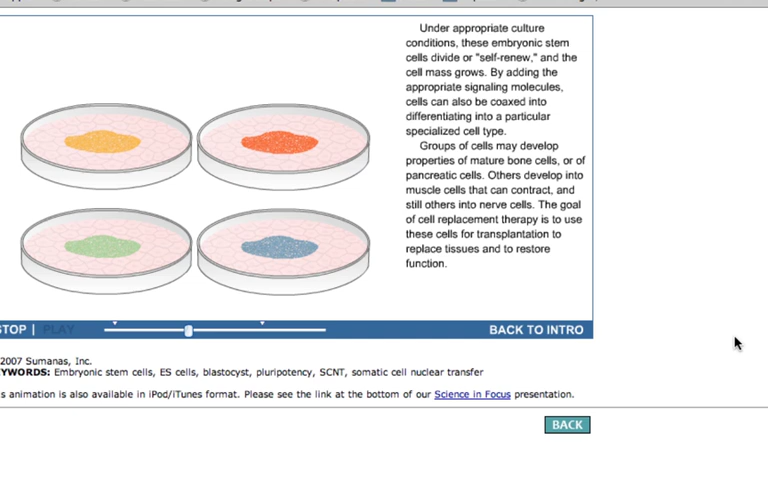 Under appropriate culture
conditions, these embryonic stem
cells divide or "self-renew," and the
cell mass grows. By adding the
appropriate signaling molecules,
cells can also be coaxed into
differentiating into a particular
specialized cell type.
Groups of cells may develop
properties of mature bone cells, or of
pancreatic cells. Others develop into
muscle cells that can contract, and
still others into nerve cells. The goal
of cell replacement therapy is to use
these cells for transplantation to
replace tissues and to restore
function.
STOP | PLAY
BACK TO INTRO
2007 Sumanas, Inc.
YWORDS: Embryonic stem cells, ES cells, blastocyst, pluripotency, SCNT, somatic cell nuclear transfer
s animation is also available in iPod/iTunes format. Please see the link at the bottom of our Science in Focus presentation.
BACK